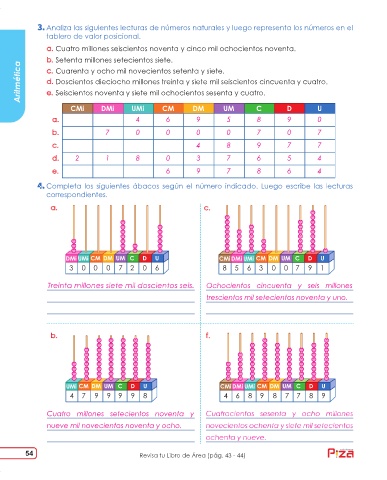 3. Analiza las siguientes lecturas de números naturales y luego representa los números en el
tablero de valor posicional.
a. Cuatro millones seiscientos noventa y cinco mil ochocientos noventa.
b. Setenta millones setecientos siete.
c. Cuarenta y ocho mil novecientos setenta y siete.
d. Doscientos dieciocho millones treinta y siete mil seiscientos cincuenta y cuatro.
e. Seiscientos noventa y siete mil ochocientos sesenta y cuatro.
Aritmética
CMi DMi UMi CM DM UM C D U
a. 4 6 9 5 8 9 0
b. 7 0 0 0 0 7 0 7
c. 4 8 9 7 7
d. 2 1 8 0 3 7 6 5 4
e. 6 9 7 8 6 4
4. Completa los siguientes ábacos según el número indicado. Luego escribe las lecturas
correspondientes.
a.
DMi UMi CM DM UM C D U
3 0 0 0 7 2 0 6
Treinta millones siete mil doscientos seis.
c.
CMi DMi UMi CM DM UM C D U
8 5 6 3 0 0 7 9 1
Ochocientos cincuenta y seis millones
trescientos mil setecientos noventa y uno.
b.
UMi CM DM UM C D U
4 7 9 9 9 9 8
Cuatro millones setecientos noventa y
nueve mil novecientos noventa y ocho.
f.
CMi DMi UMi CM DM UM C D U
4 6 8 9 8 7 7 8 9
Cuatrocientos sesenta y ocho millones
novecientos ochenta y siete mil setecientos
ochenta y nueve.
54
Revisa tu Libro de Área (pág. 43 - 44)
Piza